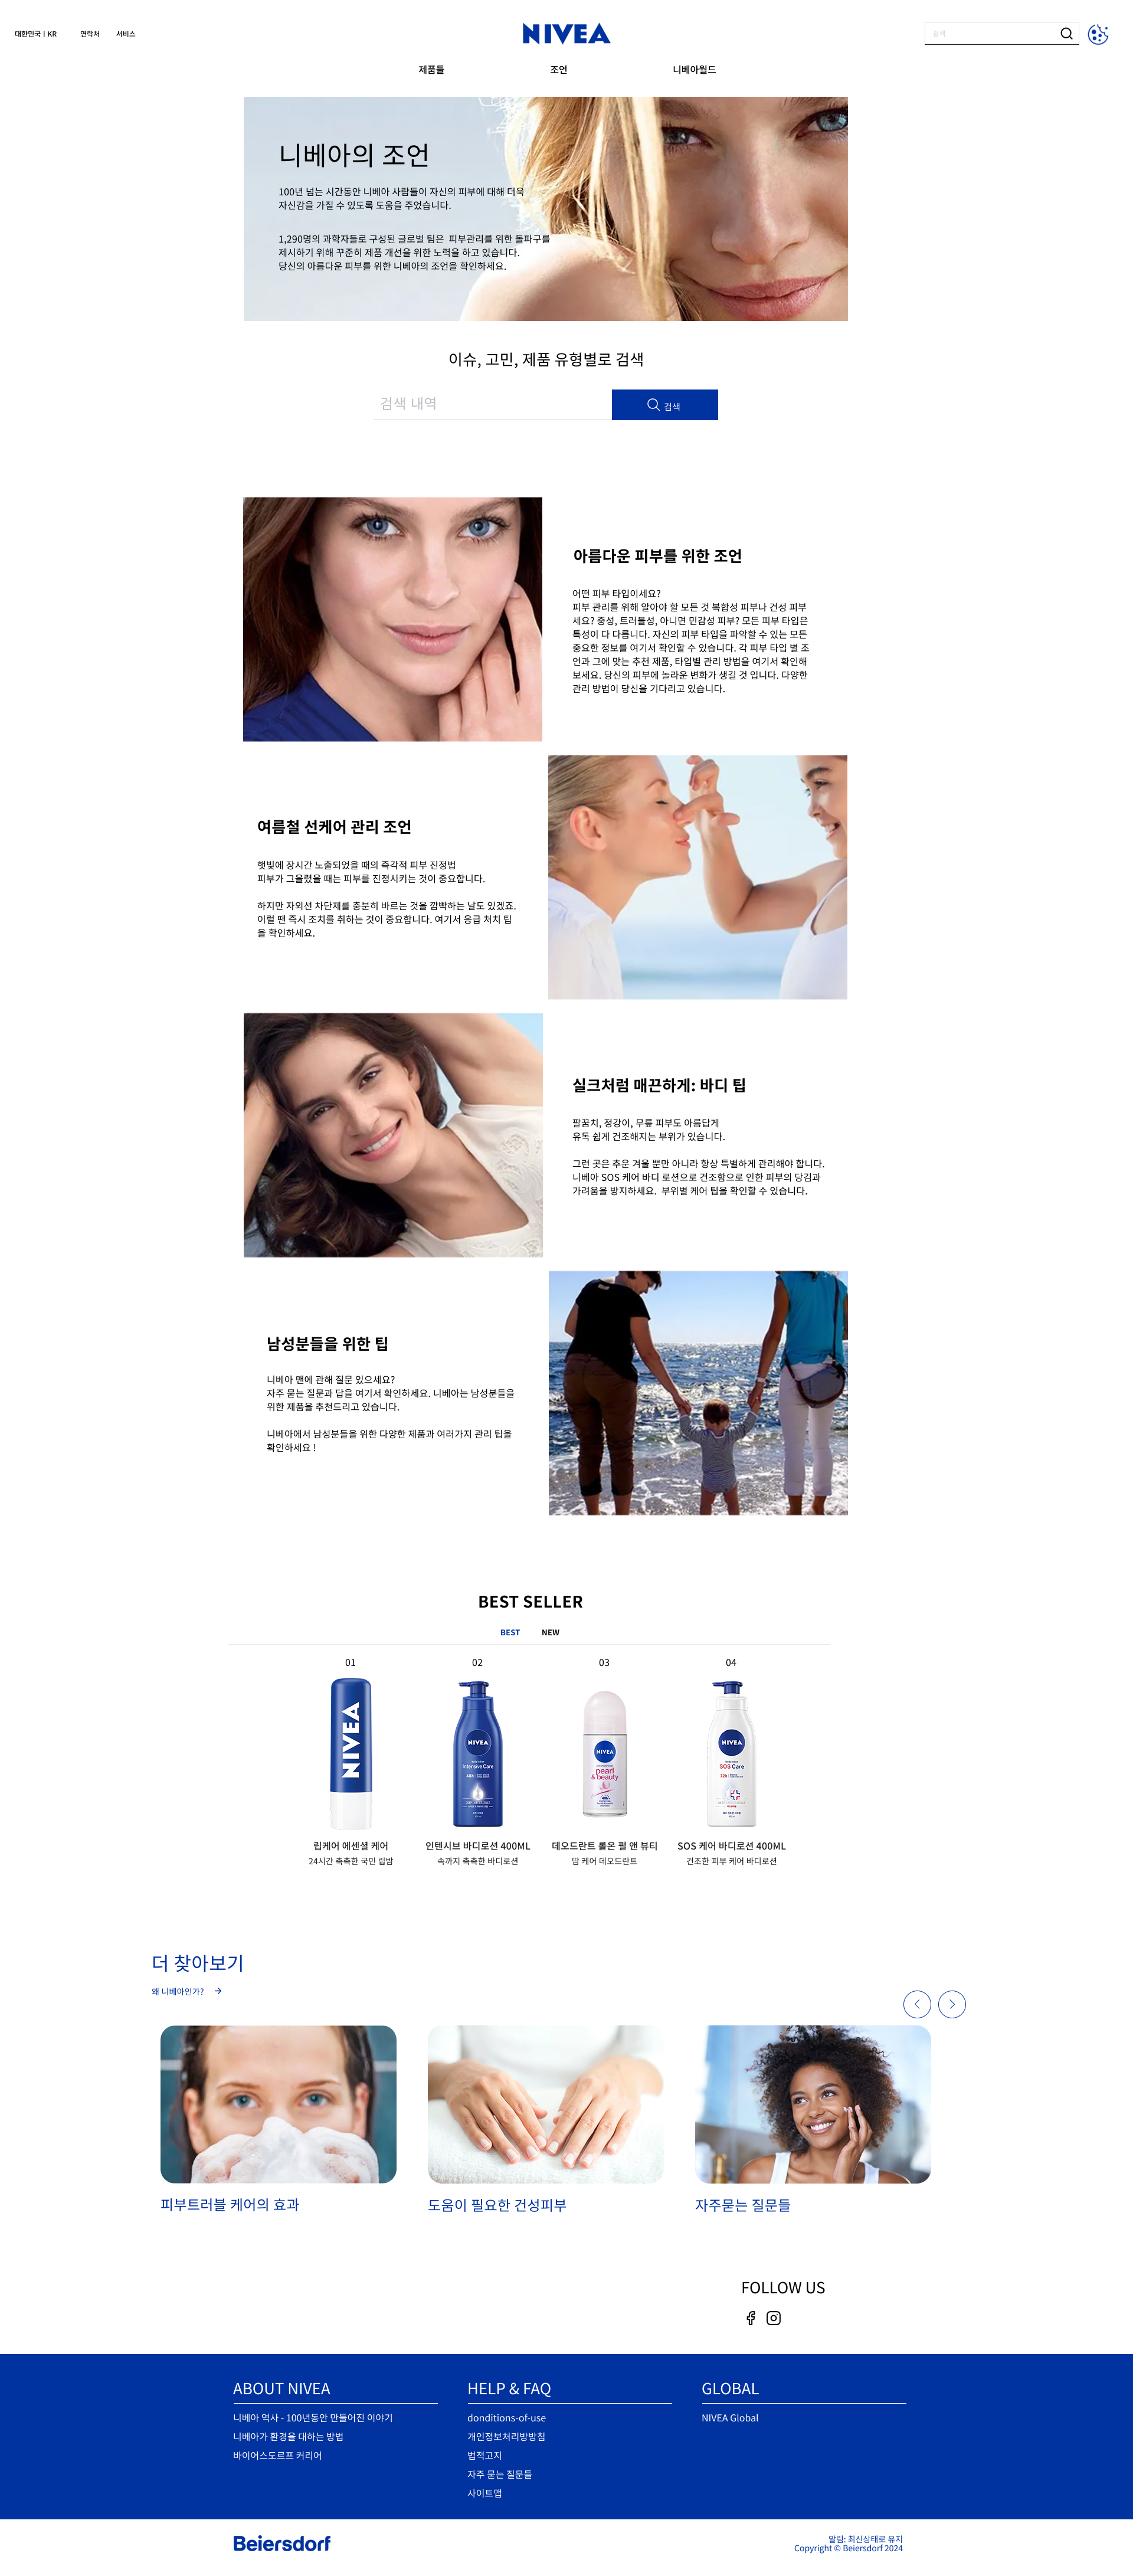 대한민국 | KR
연락처
서비스
NIVEA
검색
제품들
조언
니베아월드
니베아의 조언
100년 넘는 시간동안 니베아 사람들이 자신의 피부에 대해 더욱
자신감을 가질 수 있도록 도움을 주었습니다.
1,290명의 과학자들로 구성된 글로벌 팀은 피부관리를 위한 돌파구를
제시하기 위해 꾸준히 제품 개선을 위한 노력을 하고 있습니다.
당신의 아름다운 피부를 위한 니베아의 조언을 확인하세요.
이슈, 고민, 제품 유형별로 검색
검색 내역
검색
아름다운 피부를 위한 조언
어떤 피부 타입이세요?
피부 관리를 위해 알아야 할 모든 것 복합성 피부나 건성 피부
세요? 중성, 트러블성, 아니면 민감성 피부? 모든 피부 타입은
특성이 다 다릅니다. 자신의 피부 타입을 파악할 수 있는 모든
중요한 정보를 여기서 확인할 수 있습니다. 각 피부 타입 별 조
언과 그에 맞는 추천 제품, 타입별 관리 방법을 여기서 확인해
보세요. 당신의 피부에 놀라운 변화가 생길 것 입니다. 다양한
관리 방법이 당신을 기다리고 있습니다.
여름철 선케어 관리 조언
햇빛에 장시간 노출되었을 때의 즉각적 피부 진정법
피부가 그을렸을 때는 피부를 진정시키는 것이 중요합니다.
하지만 자외선 차단제를 충분히 바르는 것을 깜빡하는 날도 있겠죠.
이럴 땐 즉시 조치를 취하는 것이 중요합니다. 여기서 응급 처치 팁
을 확인하세요.
실크처럼 매끈하게: 바디 팁
팔꿈치, 정강이, 무릎 피부도 아름답게
유독 쉽게 건조해지는 부위가 있습니다.
그런 곳은 추운 겨울 뿐만 아니라 항상 특별하게 관리해야 합니다.
니베아 SOS 케어 바디 로션으로 건조함으로 인한 피부의 당김과
가려움을 방지하세요. 부위별 케어 팁을 확인할 수 있습니다.
남성분들을 위한 팁
니베아 맨에 관해 질문 있으세요?
자주 묻는 질문과 답을 여기서 확인하세요. 니베아는 남성분들을
위한 제품을 추천드리고 있습니다.
니베아에서 남성분들을 위한 다양한 제품과 여러가지 관리 팁을
확인하세요 !
BEST SELLER
BEST
NEW
01
02
03
04
NIVEA
NIVEA
Intensive Care
48h
NIVEA
pearl
& beauty
NIVEA
SOS Care
72h
립케어 에센셜 케어
24시간 촉촉한 국민 립밤
인텐시브 바디로션 400ML
속까지 촉촉한 바디로션
데오드란트 롤온 펄 앤 뷰티
땀 케어 데오드란트
SOS 케어 바디로션 400ML
건조한 피부 케어 바디로션
더 찾아보기
왜 니베아인가?
피부트러블 케어의 효과
도움이 필요한 건성피부
자주묻는 질문들
FOLLOW US
ABOUT NIVEA
니베아 역사 - 100년동안 만들어진 이야기
니베아가 환경을 대하는 방법
바이어스도르프 커리어
HELP & FAQ
donditions-of-use
개인정보처리방방침
법적고지
자주 묻는 질문들
사이트맵
GLOBAL
NIVEA Global
Beiersdorf
알림: 최신상태로 유지
Copyright © Beiersdorf 2024